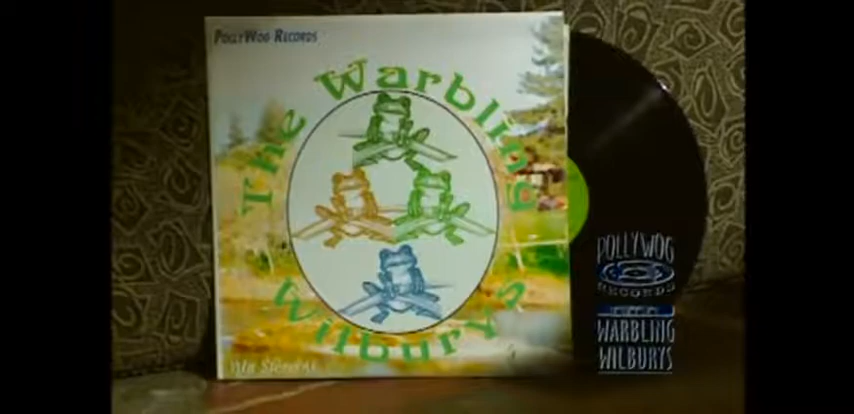 PollyWog Records
The Warbling
Wilburys
POLLYWOG
RECORDS
WARBLING
WILBURYS